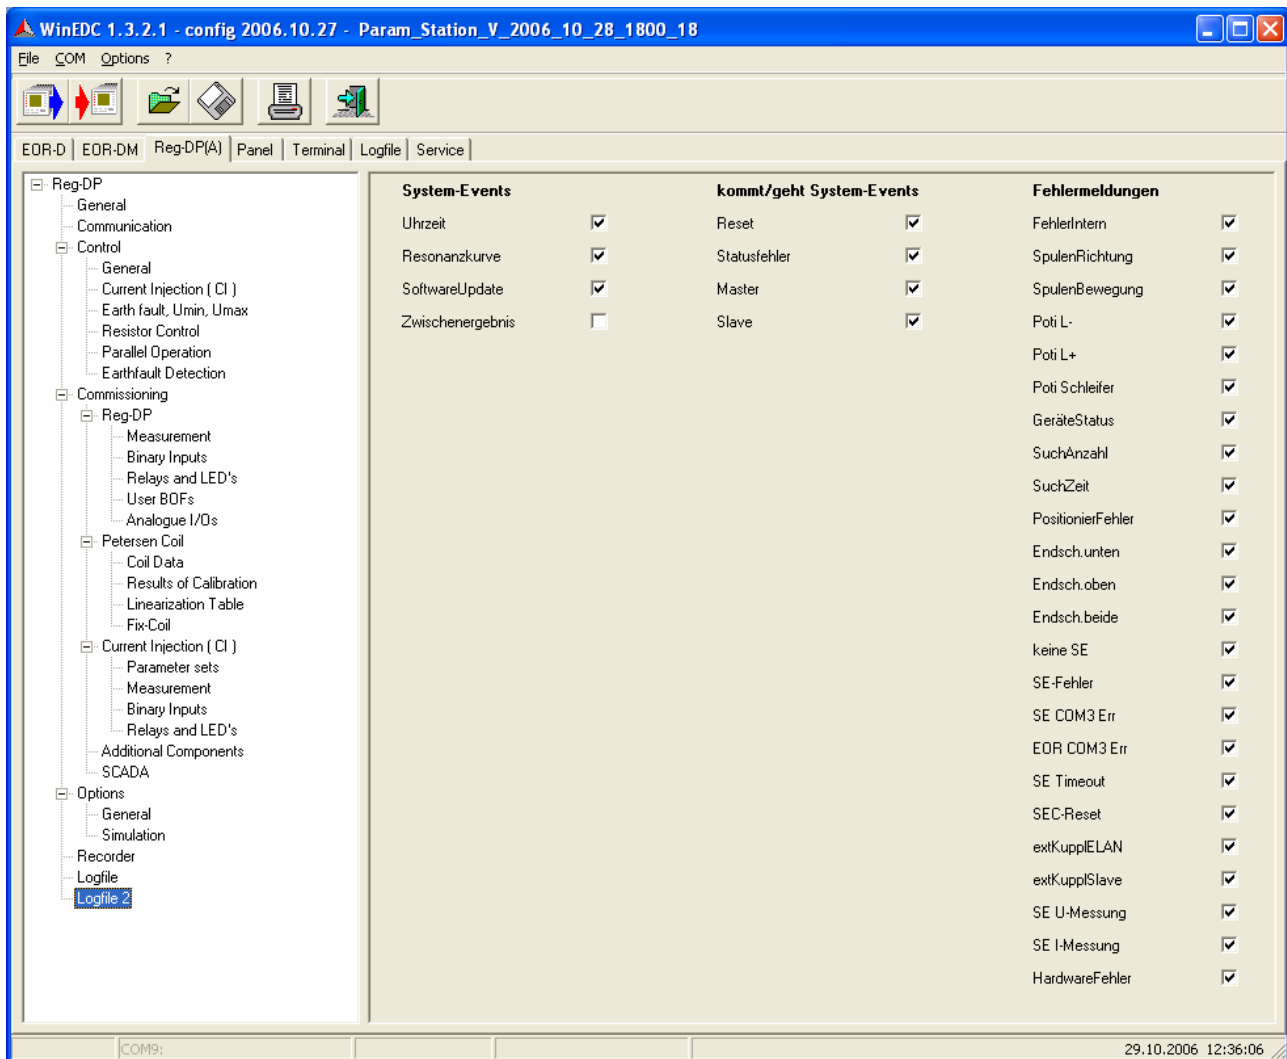 WinEDC 1.3.2.1 - config 2006.10.27 - Param_Station_V_2006_10_28_1800_18
File COM Options ?
EOR-D EOR-DM Reg-DP(A) Panel Terminal Logfile Service
Reg-DP
General
Communication
Control
General
Current Injection ( CI )
Earth fault, Umin, Umax
Resistor Control
Parallel Operation
Earthfault Detection
Commissioning
Reg-DP
Measurement
Binary Inputs
Relays and LED's
User BOFs
Analogue I/Os
Petersen Coil
Coil Data
Results of Calibration
Linearization Table
Fix-Coil
Current Injection ( CI )
Parameter sets
Measurement
Binary Inputs
Relays and LED's
Additional Components
SCADA
Options
General
Simulation
Recorder
Logfile
Logfile 2
System-Events
Uhrzeit
Resonanzkurve
SoftwareUpdate
Zwischenergebnis
kommt/geht System-Events
Reset
Statusfehler
Master
Slave
Fehlermeldungen
FehlerIntern
SpulenRichtung
SpulenBewegung
Poti L-
Poti L+
Poti Schleifer
GeräteStatus
SuchAnzahl
SuchZeit
PositionierFehler
Endsch.unten
Endsch.oben
Endsch.beide
keine SE
SE-Fehler
SE COM3 Err
EOR COM3 Err
SE Timeout
SEC-Reset
extKupplELAN
extKupplSlave
SE U-Messung
SE I-Messung
HardwareFehler
COM9:
29.10.2006 12:36:06